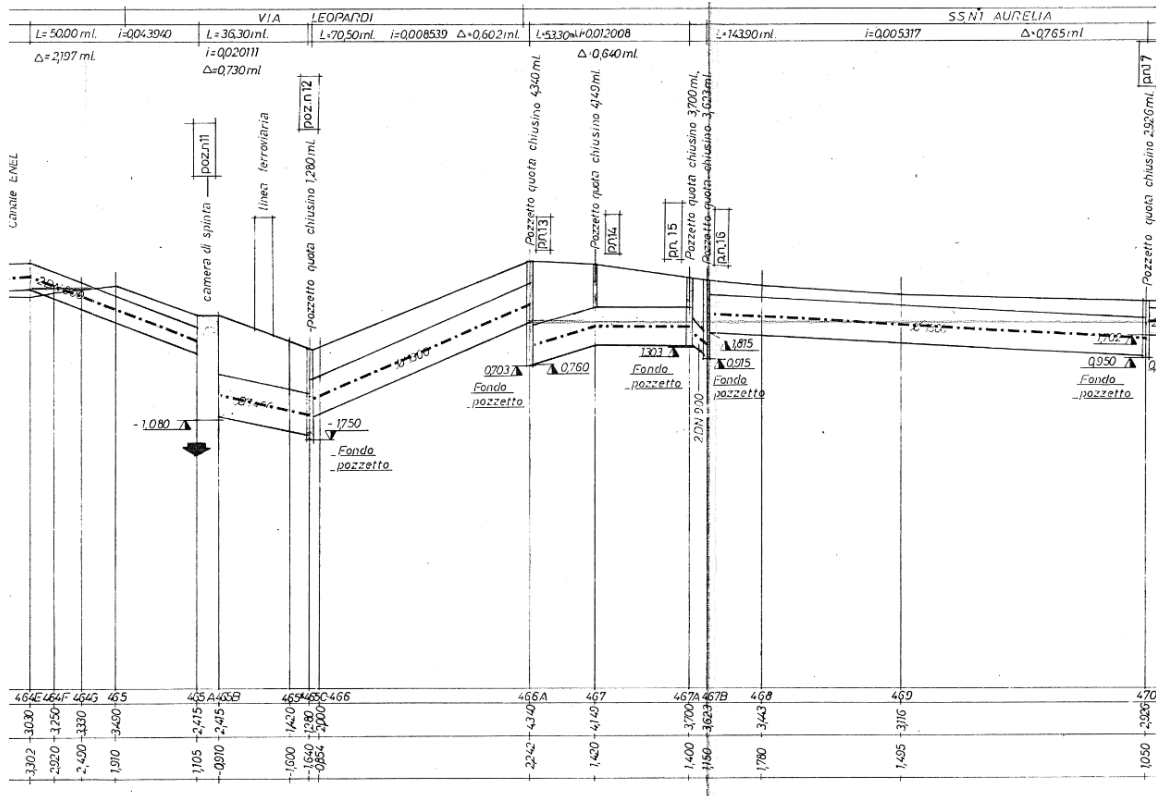 VIA LEOPARDI
SSN1 AURELIA
L=50,00 ml. i=0,043940
Δ=2,197 ml.
L=36,30 ml.
i=0,020111
Δ=0,730 ml
L=70,50 ml. i=0,008539 Δ=0,602 ml.
L=53,30 ml i=0,012008
Δ=0,640 ml.
L=143,90 ml. i=0,005317 Δ=0,765 ml
Canale ENEL
poz.n11
camera di spinta
linea ferroviaria
poz.n12
Pozzetto quota chiusino 1,280 ml.
Pozzetto quota chiusino 4,340 ml.
p.n.13
Pozzetto quota chiusino 4,149 ml.
p.n.14
p.n. 15
Pozzetto quota chiusino 3,700 ml.
Pozzetto quota chiusino 3,623 ml.
p.n.16
p.n.17
Pozzetto quota chiusino 2,926 ml.
-1,080
-1,750
Fondo
pozzetto
0,703
Fondo
pozzetto
0,760
1,303
Fondo
pozzetto
2DN 900
1,815
0,915
Fondo
pozzetto
1,702
0,950
Fondo
pozzetto
464E 464F 464G 465 465A 465B 465C 466 466A 467 467A 467B 468 469 470
3,030 3,250 3,330 3,490 2,415 2,415 1,420 1,280 2,000 4,340 4,149 3,700 3,623 3,443 3,116 2,926
3,302 2,920 2,490 1,910 1,105 -0,910 -1,600 -1,640 -0,854 2,242 1,420 1,400 1,150 1,780 1,495 1,050